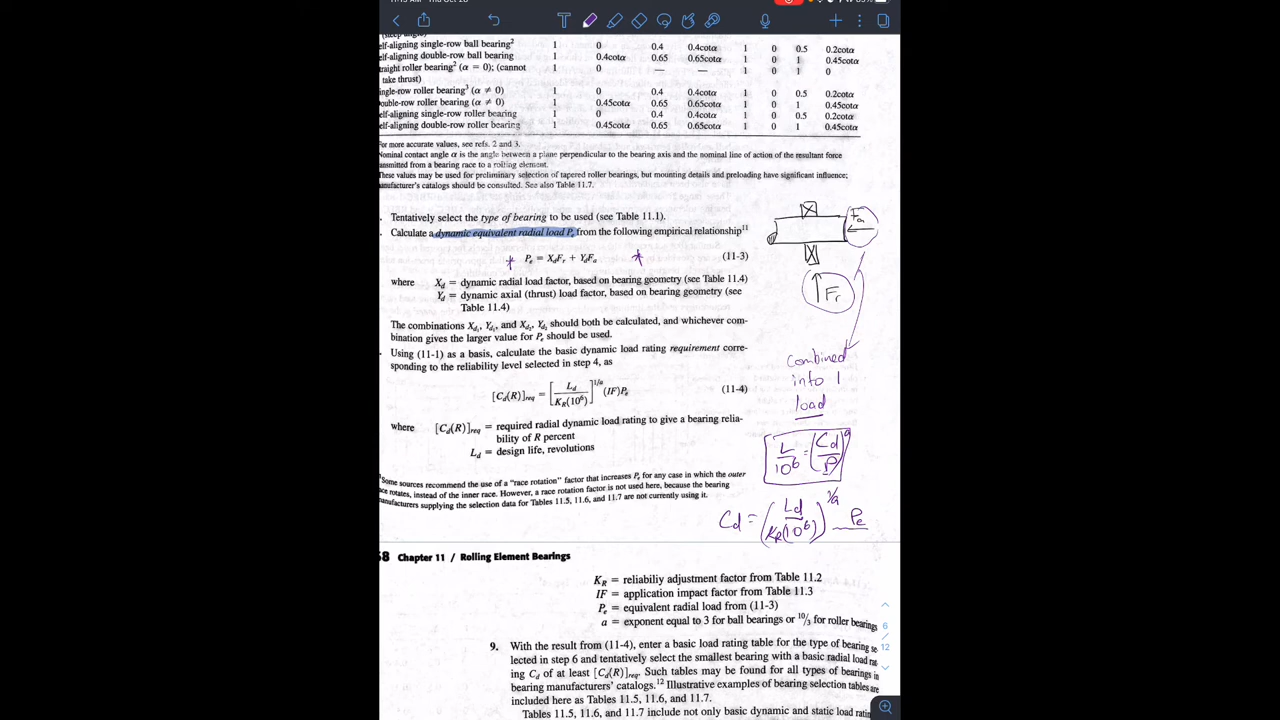 elf-aligning single-row ball bearing² 1 0 0.4 0.4cotα 1 0 0.5 0.2cotα
elf-aligning double-row ball bearing 1 0.4cotα 0.65 0.65cotα 1 0 1 0.45cotα
traight roller bearing² (α = 0); (cannot 1 0 — — 1 0 1 0
take thrust)
ingle-row roller bearing³ (α ≠ 0) 1 0 0.4 0.4cotα 1 0 0.5 0.2cotα
ouble-row roller bearing (α ≠ 0) 1 0.45cotα 0.65 0.65cotα 1 0 1 0.45cotα
elf-aligning single-row roller bearing 1 0 0.4 0.4cotα 1 0 0.5 0.2cotα
elf-aligning double-row roller bearing 1 0.45cotα 0.65 0.65cotα 1 0 1 0.45cotα
For more accurate values, see refs. 2 and 3.
Nominal contact angle α is the angle between a plane perpendicular to the bearing axis and the nominal line of action of the resultant force
ansmitted from a bearing race to a rolling element.
These values may be used for preliminary selection of tapered roller bearings, but mounting details and preloading have significant influence;
anufacturer's catalogs should be consulted. See also Table 11.7.
Tentatively select the type of bearing to be used (see Table 11.1).
Calculate a dynamic equivalent radial load Pe from the following empirical relationship¹¹
* Pe = XdFr + YdFa * (11-3)
where Xd = dynamic radial load factor, based on bearing geometry (see Table 11.4)
Yd = dynamic axial (thrust) load factor, based on bearing geometry (see
Table 11.4)
The combinations Xd₁, Yd₁, and Xd₂, Yd₂ should both be calculated, and whichever com-
bination gives the larger value for Pe should be used.
Using (11-1) as a basis, calculate the basic dynamic load rating requirement corre-
sponding to the reliability level selected in step 4, as
[Cd(R)]req = [Ld / KR(10⁶)]^1/a (IF)Pe (11-4)
where [Cd(R)]req = required radial dynamic load rating to give a bearing relia-
bility of R percent
Ld = design life, revolutions
Some sources recommend the use of a "race rotation" factor that increases Pe for any case in which the outer
ace rotates, instead of the inner race. However, a race rotation factor is not used here, because the bearing
anufacturers supplying the selection data for Tables 11.5, 11.6, and 11.7 are not currently using it.
Fa
Fr
Combined
into 1
load
L / 10⁶ = (Cd / P)^a
Cd = (Ld / KR(10⁶))^1/a Pe
58 Chapter 11 / Rolling Element Bearings
KR = reliabiliy adjustment factor from Table 11.2
IF = application impact factor from Table 11.3
Pe = equivalent radial load from (11-3)
a = exponent equal to 3 for ball bearings or 10/3 for roller bearings
6
/
12
9. With the result from (11-4), enter a basic load rating table for the type of bearing se
lected in step 6 and tentatively select the smallest bearing with a basic radial load rat
ing Cd of at least [Cd(R)]req. Such tables may be found for all types of bearings in
bearing manufacturers' catalogs.¹² Illustrative examples of bearing selection tables are
included here as Tables 11.5, 11.6, and 11.7.
Tables 11.5, 11.6, and 11.7 include not only basic dynamic and static load ratin